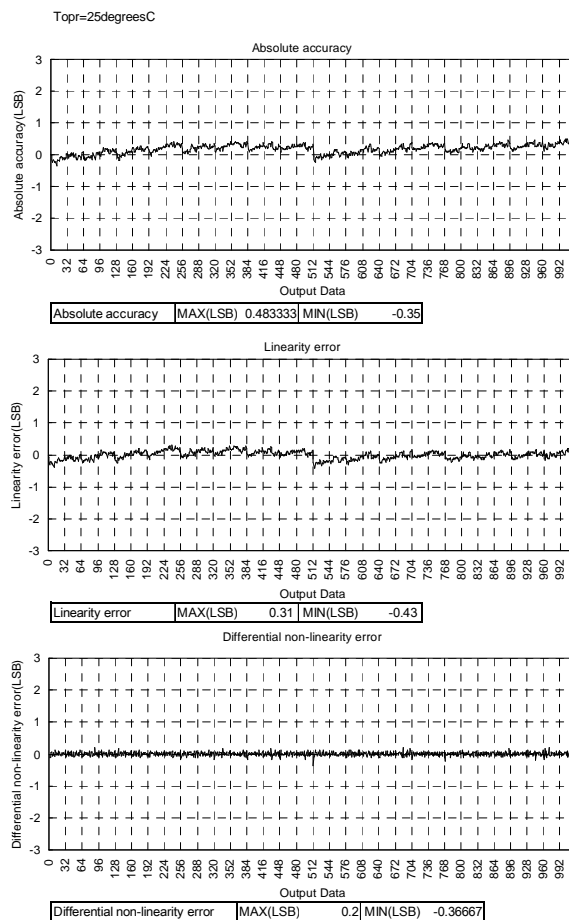 Topr=25degreesC
Absolute accuracy
Absolute accuracy(LSB)
3
2
1
0
-1
-2
-3
0 32 64 96 128 160 192 224 256 288 320 352 384 416 448 480 512 544 576 608 640 672 704 736 768 800 832 864 896 928 960 992
Output Data
Absolute accuracy MAX(LSB) 0.483333 MIN(LSB) -0.35
Linearity error
Linearity error(LSB)
3
2
1
0
-1
-2
-3
0 32 64 96 128 160 192 224 256 288 320 352 384 416 448 480 512 544 576 608 640 672 704 736 768 800 832 864 896 928 960 992
Output Data
Linearity error MAX(LSB) 0.31 MIN(LSB) -0.43
Differential non-linearity error
Differential non-linearity error(LSB)
3
2
1
0
-1
-2
-3
0 32 64 96 128 160 192 224 256 288 320 352 384 416 448 480 512 544 576 608 640 672 704 736 768 800 832 864 896 928 960 992
Output Data
Differential non-linearity error MAX(LSB) 0.2 MIN(LSB) -0.36667